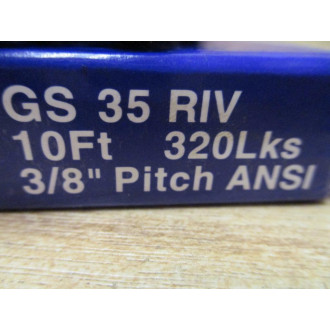 GS 35 RIV
10Ft 320Lks
3/8" Pitch ANSI